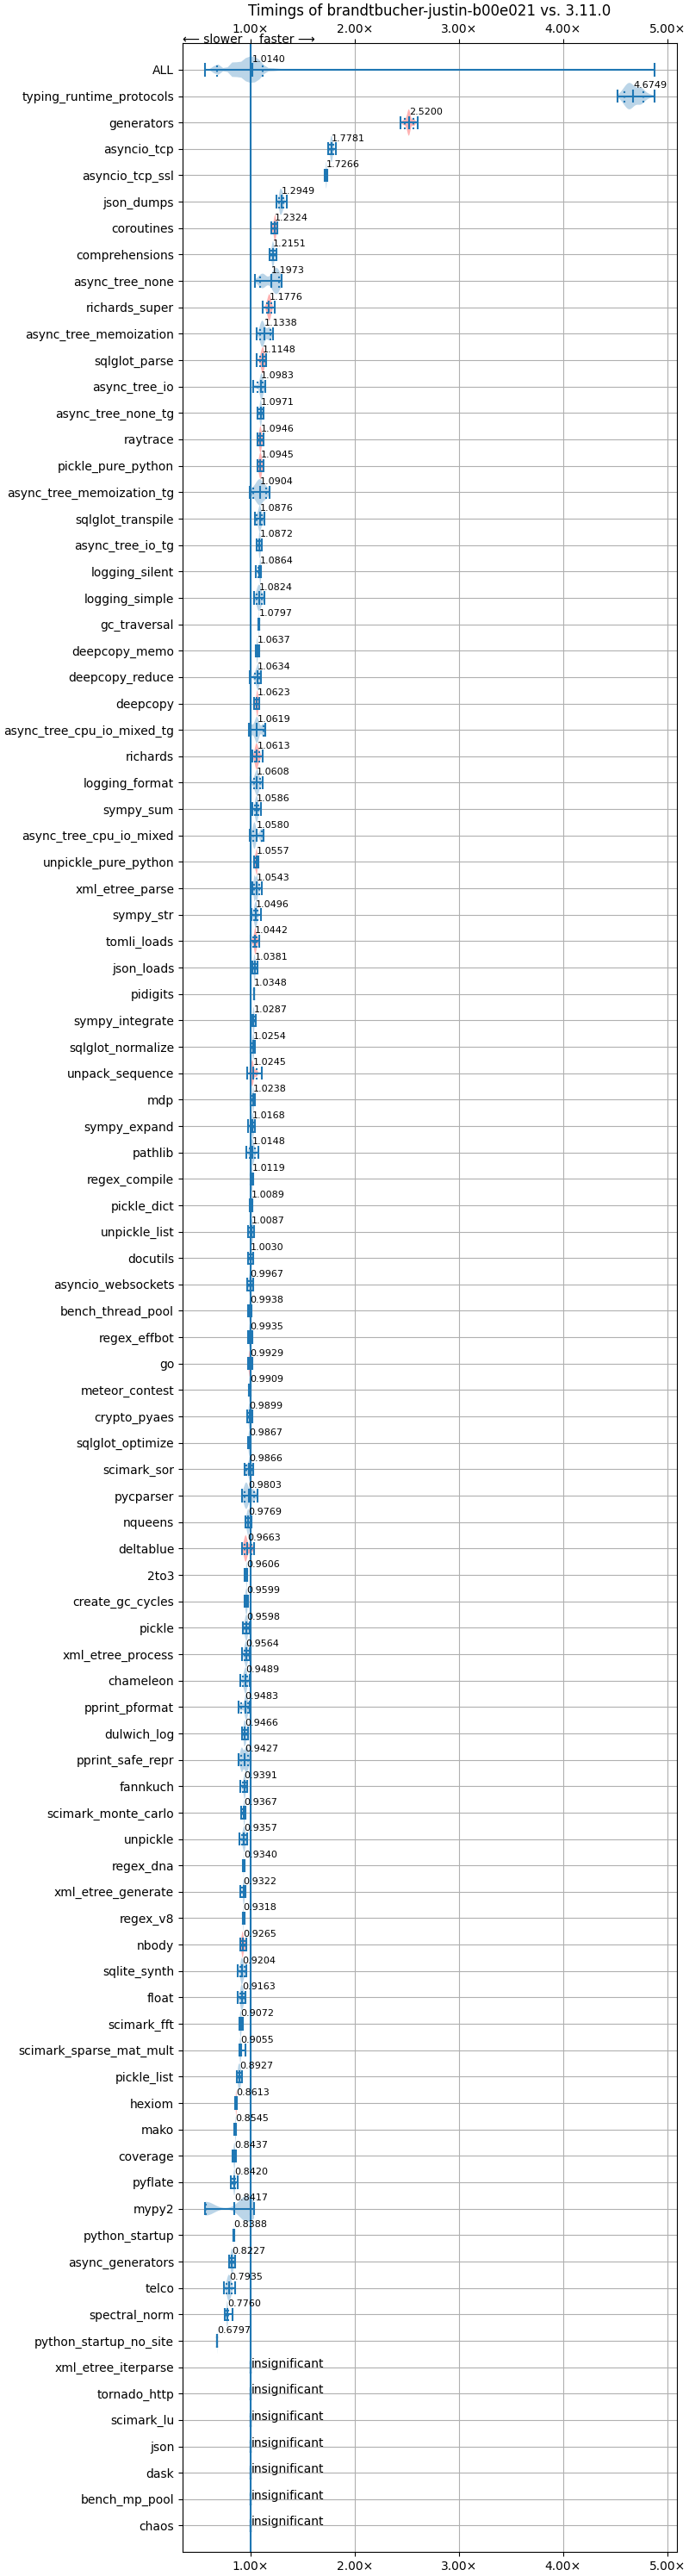 Timings of brandtbucher-justin-b00e021 vs. 3.11.0
1.00× 2.00× 3.00× 4.00× 5.00×
⟵ slower faster ⟶
ALL 1.0140
typing_runtime_protocols 4.6749
generators 2.5200
asyncio_tcp 1.7781
asyncio_tcp_ssl 1.7266
json_dumps 1.2949
coroutines 1.2324
comprehensions 1.2151
async_tree_none 1.1973
richards_super 1.1776
async_tree_memoization 1.1338
sqlglot_parse 1.1148
async_tree_io 1.0983
async_tree_none_tg 1.0971
raytrace 1.0946
pickle_pure_python 1.0945
async_tree_memoization_tg 1.0904
sqlglot_transpile 1.0876
async_tree_io_tg 1.0872
logging_silent 1.0864
logging_simple 1.0824
gc_traversal 1.0797
deepcopy_memo 1.0637
deepcopy_reduce 1.0634
deepcopy 1.0623
async_tree_cpu_io_mixed_tg 1.0619
richards 1.0613
logging_format 1.0608
sympy_sum 1.0586
async_tree_cpu_io_mixed 1.0580
unpickle_pure_python 1.0557
xml_etree_parse 1.0543
sympy_str 1.0496
tomli_loads 1.0442
json_loads 1.0381
pidigits 1.0348
sympy_integrate 1.0287
sqlglot_normalize 1.0254
unpack_sequence 1.0245
mdp 1.0238
sympy_expand 1.0168
pathlib 1.0148
regex_compile 1.0119
pickle_dict 1.0089
unpickle_list 1.0087
docutils 1.0030
asyncio_websockets 0.9967
bench_thread_pool 0.9938
regex_effbot 0.9935
go 0.9929
meteor_contest 0.9909
crypto_pyaes 0.9899
sqlglot_optimize 0.9867
scimark_sor 0.9866
pycparser 0.9803
nqueens 0.9769
deltablue 0.9663
2to3 0.9606
create_gc_cycles 0.9599
pickle 0.9598
xml_etree_process 0.9564
chameleon 0.9489
pprint_pformat 0.9483
dulwich_log 0.9466
pprint_safe_repr 0.9427
fannkuch 0.9391
scimark_monte_carlo 0.9367
unpickle 0.9357
regex_dna 0.9340
xml_etree_generate 0.9322
regex_v8 0.9318
nbody 0.9265
sqlite_synth 0.9204
float 0.9163
scimark_fft 0.9072
scimark_sparse_mat_mult 0.9055
pickle_list 0.8927
hexiom 0.8613
mako 0.8545
coverage 0.8437
pyflate 0.8420
mypy2 0.8417
python_startup 0.8388
async_generators 0.8227
telco 0.7935
spectral_norm 0.7760
python_startup_no_site 0.6797
xml_etree_iterparse insignificant
tornado_http insignificant
scimark_lu insignificant
json insignificant
dask insignificant
bench_mp_pool insignificant
chaos insignificant
1.00× 2.00× 3.00× 4.00× 5.00×